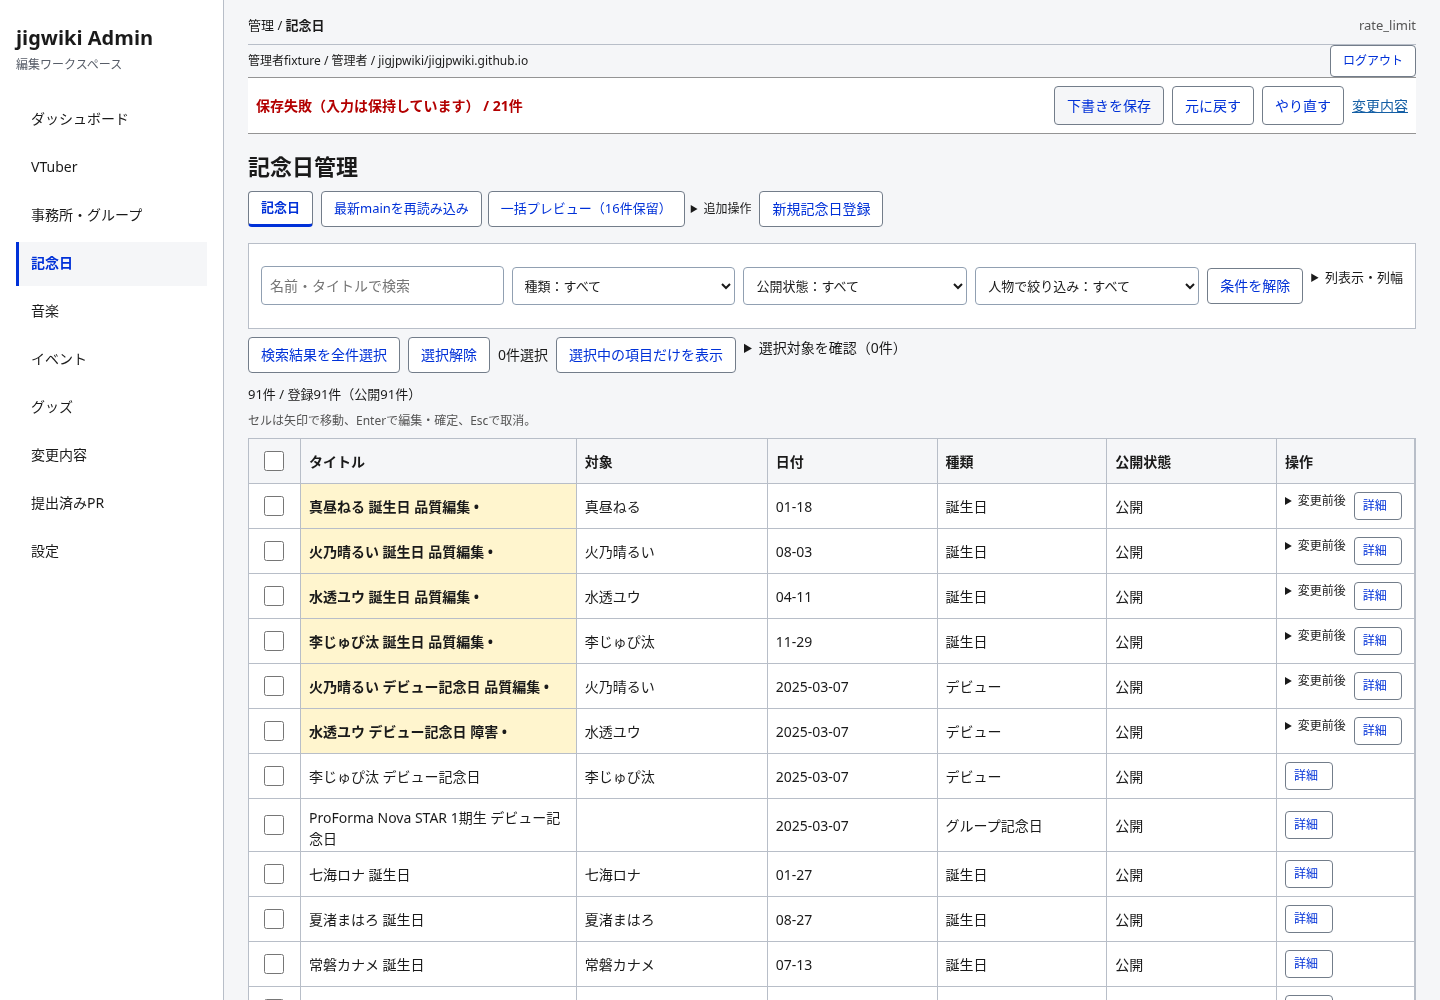 jigwiki Admin
編集ワークスペース
ダッシュボード
VTuber
事務所・グループ
記念日
音楽
イベント
グッズ
変更内容
提出済みPR
設定
管理 / 記念日
rate_limit
管理者fixture / 管理者 / jigjpwiki/jigjpwiki.github.io
ログアウト
保存失敗（入力は保持しています） / 21件
下書きを保存
元に戻す
やり直す
変更内容
記念日管理
記念日
最新mainを再読み込み
一括プレビュー（16件保留）
▶ 追加操作
新規記念日登録
名前・タイトルで検索
種類：すべて
公開状態：すべて
人物で絞り込み：すべて
条件を解除
▶ 列表示・列幅
検索結果を全件選択
選択解除
0件選択
選択中の項目だけを表示
▶ 選択対象を確認（0件）
91件 / 登録91件（公開91件）
セルは矢印で移動、Enterで編集・確定、Escで取消。
タイトル 対象 日付 種類 公開状態 操作
真昼ねる 誕生日 品質編集 • 真昼ねる 01-18 誕生日 公開 ▶ 変更前後 詳細
火乃晴るい 誕生日 品質編集 • 火乃晴るい 08-03 誕生日 公開 ▶ 変更前後 詳細
水透ユウ 誕生日 品質編集 • 水透ユウ 04-11 誕生日 公開 ▶ 変更前後 詳細
李じゅぴ汰 誕生日 品質編集 • 李じゅぴ汰 11-29 誕生日 公開 ▶ 変更前後 詳細
火乃晴るい デビュー記念日 品質編集 • 火乃晴るい 2025-03-07 デビュー 公開 ▶ 変更前後 詳細
水透ユウ デビュー記念日 障害 • 水透ユウ 2025-03-07 デビュー 公開 ▶ 変更前後 詳細
李じゅぴ汰 デビュー記念日 李じゅぴ汰 2025-03-07 デビュー 公開 詳細
ProForma Nova STAR 1期生 デビュー記
念日 2025-03-07 グループ記念日 公開 詳細
七海ロナ 誕生日 七海ロナ 01-27 誕生日 公開 詳細
夏渚まはろ 誕生日 夏渚まはろ 08-27 誕生日 公開 詳細
常磐カナメ 誕生日 常磐カナメ 07-13 誕生日 公開 詳細